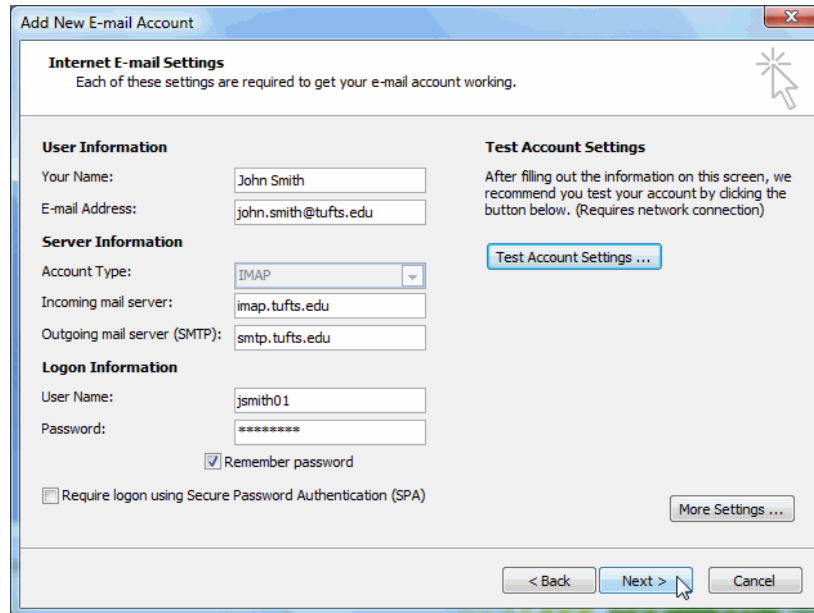 Add New E-mail Account
Internet E-mail Settings
Each of these settings are required to get your e-mail account working.
User Information
Your Name: John Smith
E-mail Address: john.smith@tufts.edu
Server Information
Account Type: IMAP
Incoming mail server: imap.tufts.edu
Outgoing mail server (SMTP): smtp.tufts.edu
Logon Information
User Name: jsmith01
Password: ********
Remember password
Require logon using Secure Password Authentication (SPA)
Test Account Settings
After filling out the information on this screen, we
recommend you test your account by clicking the
button below. (Requires network connection)
Test Account Settings ...
More Settings ...
< Back Next > Cancel